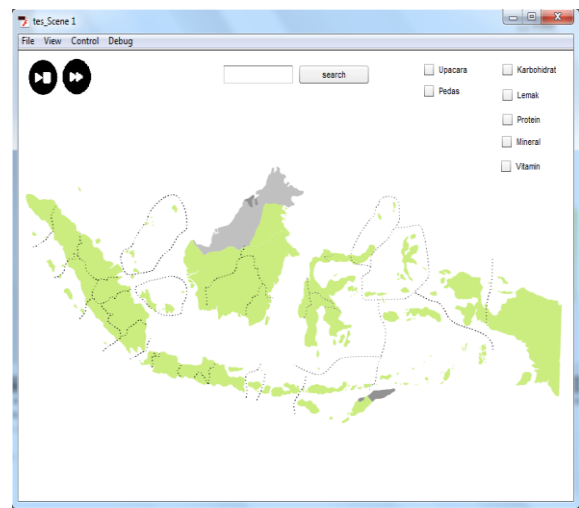 tes_Scene 1
File View Control Debug
search
Upacara
Karbohidrat
Pedas
Lemak
Protein
Mineral
Vitamin